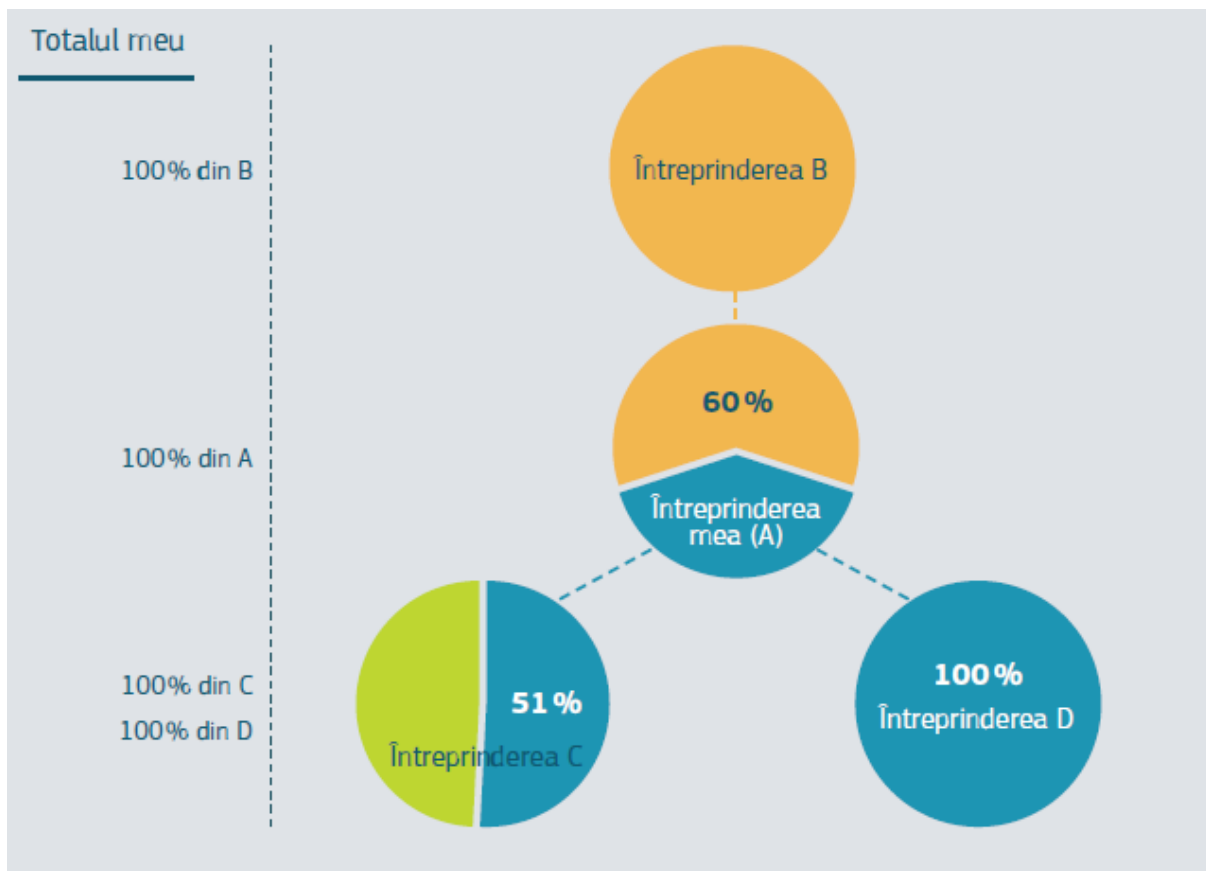 Totalul meu
100% din B
Întreprinderea B
60%
100% din A
Întreprinderea
mea (A)
100% din C
100% din D
51%
Întreprinderea C
100%
Întreprinderea D